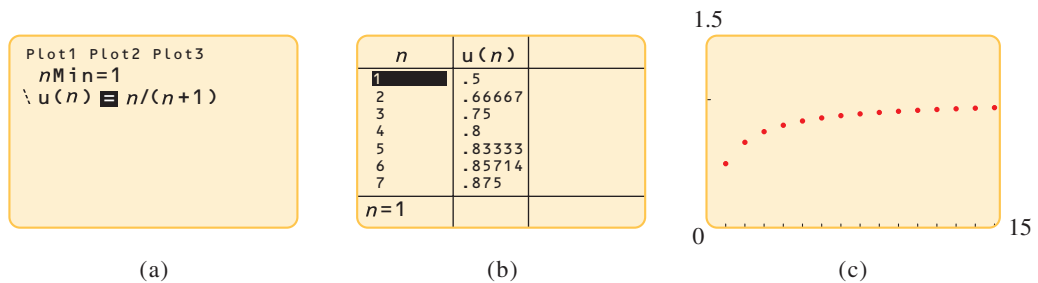 Plot1 Plot2 Plot3
nMin=1
\u(n) = n/(n+1)
(a)
n u(n)
1 .5
2 .66667
3 .75
4 .8
5 .83333
6 .85714
7 .875
n=1
(b)
1.5
0
15
(c)